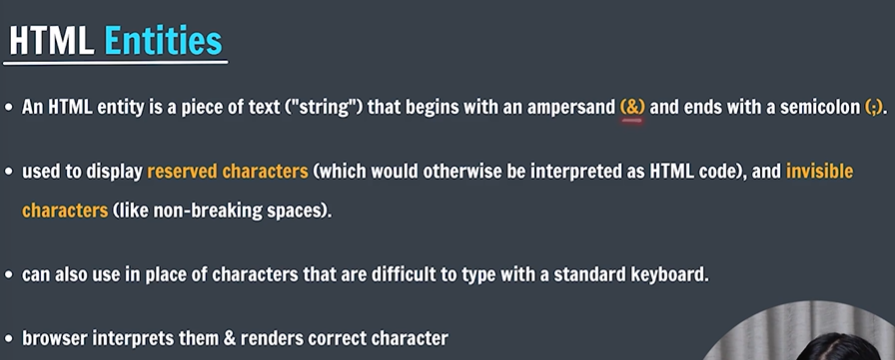 HTML Entities
• An HTML entity is a piece of text ("string") that begins with an ampersand (&) and ends with a semicolon (;).
• used to display reserved characters (which would otherwise be interpreted as HTML code), and invisible
characters (like non-breaking spaces).
• can also use in place of characters that are difficult to type with a standard keyboard.
• browser interprets them & renders correct character